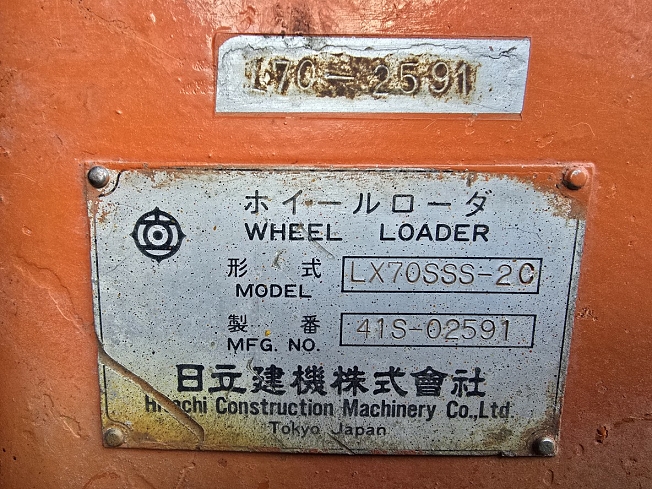 L70-2591
ホイールローダ
WHEEL LOADER
形式 LX70SSS-2C
MODEL
製番 41S-02591
MFG. NO.
日立建機株式會社
Hitachi Construction Machinery Co.,Ltd.
Tokyo Japan